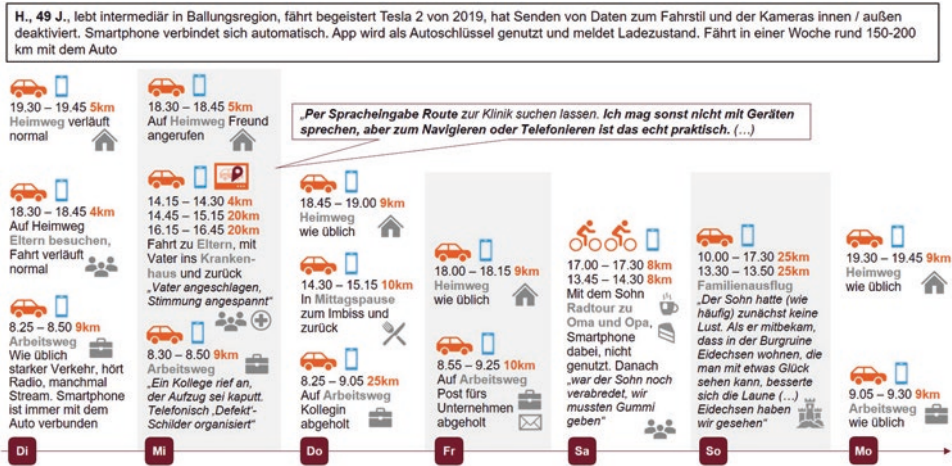 H., 49 J., lebt intermediär in Ballungsregion, fährt begeistert Tesla 2 von 2019, hat Senden von Daten zum Fahrstil und der Kameras innen / außen
deaktiviert. Smartphone verbindet sich automatisch. App wird als Autoschlüssel genutzt und meldet Ladezustand. Fährt in einer Woche rund 150-200
km mit dem Auto
19.30 – 19.45 5km
Heimweg verläuft
normal
18.30 – 18.45 4km
Auf Heimweg
Eltern besuchen,
Fahrt verläuft
normal
8.25 – 8.50 9km
Arbeitsweg
Wie üblich
starker Verkehr, hört
Radio, manchmal
Stream. Smartphone
ist immer mit dem
Auto verbunden
Di
18.30 – 18.45 5km
Auf Heimweg Freund
angerufen
„Per Spracheingabe Route zur Klinik suchen lassen. Ich mag sonst nicht mit Geräten
sprechen, aber zum Navigieren oder Telefonieren ist das echt praktisch. (…)
14.15 – 14.30 4km
14.45 – 15.15 20km
16.15 – 16.45 20km
Fahrt zu Eltern, mit
Vater ins Kranken-
haus und zurück
„Vater angeschlagen,
Stimmung angespannt“
8.30 – 8.50 9km
Arbeitsweg
„Ein Kollege rief an,
der Aufzug sei kaputt.
Telefonisch ‚Defekt‘-
Schilder organisiert“
Mi
18.45 – 19.00 9km
Heimweg
wie üblich
14.30 – 15.15 10km
In Mittagspause
zum Imbiss und
zurück
8.25 – 9.05 25km
Auf Arbeitsweg
Kollegin
abgeholt
Do
18.00 – 18.15 9km
Heimweg
wie üblich
8.55 – 9.25 10km
Auf Arbeitsweg
Post fürs
Unternehmen
abgeholt
Fr
17.00 – 17.30 8km
13.45 – 14.30 8km
Mit dem Sohn
Radtour zu
Oma und Opa,
Smartphone
dabei, nicht
genutzt. Danach
„war der Sohn noch
verabredet, wir
mussten Gummi
geben“
Sa
10.00 – 17.30 25km
13.30 – 13.50 25km
Familienausflug
„Der Sohn hatte (wie
häufig) zunächst keine
Lust. Als er mitbekam,
dass in der Burgruine
Eidechsen wohnen, die
man mit etwas Glück
sehen kann, besserte
sich die Laune (…)
Eidechsen haben
wir gesehen“
So
19.30 – 19.45 9km
Heimweg
wie üblich
9.05 – 9.30 9km
Arbeitsweg
wie üblich
Mo